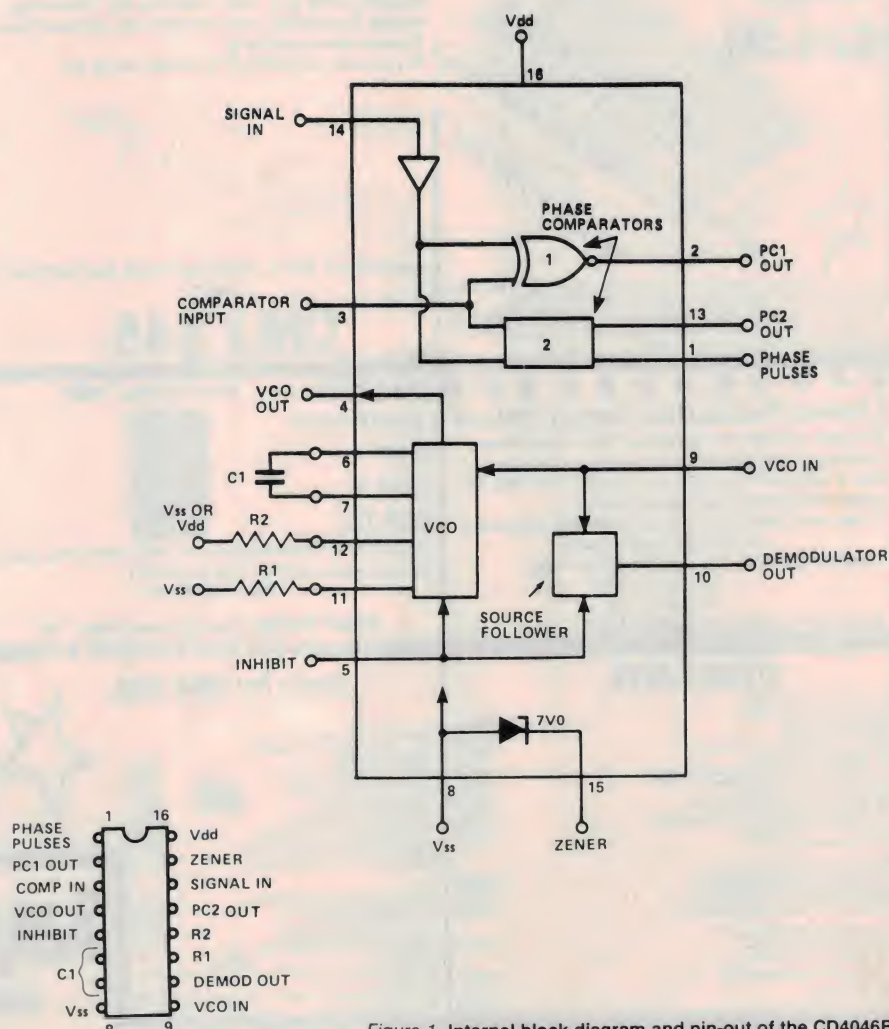 Vdd
16
SIGNAL
IN
14
PHASE
COMPARATORS
1
2
PC1
OUT
COMPARATOR
INPUT
3
2
13
PC2
OUT
1
PHASE
PULSES
VCO
OUT
4
C1
6
7
VCO
9
VCO IN
Vss OR
Vdd
R2
12
Vss
R1
11
10
DEMODULATOR
OUT
SOURCE
FOLLOWER
INHIBIT
5
7V0
8
15
Vss
ZENER
1 16
PHASE
PULSES
Vdd
PC1 OUT
ZENER
COMP IN
SIGNAL IN
VCO OUT
PC2 OUT
INHIBIT
R2
C1
R1
DEMOD OUT
Vss
VCO IN
8 9
Figure 1. Internal block diagram and pin-out of the CD4046B